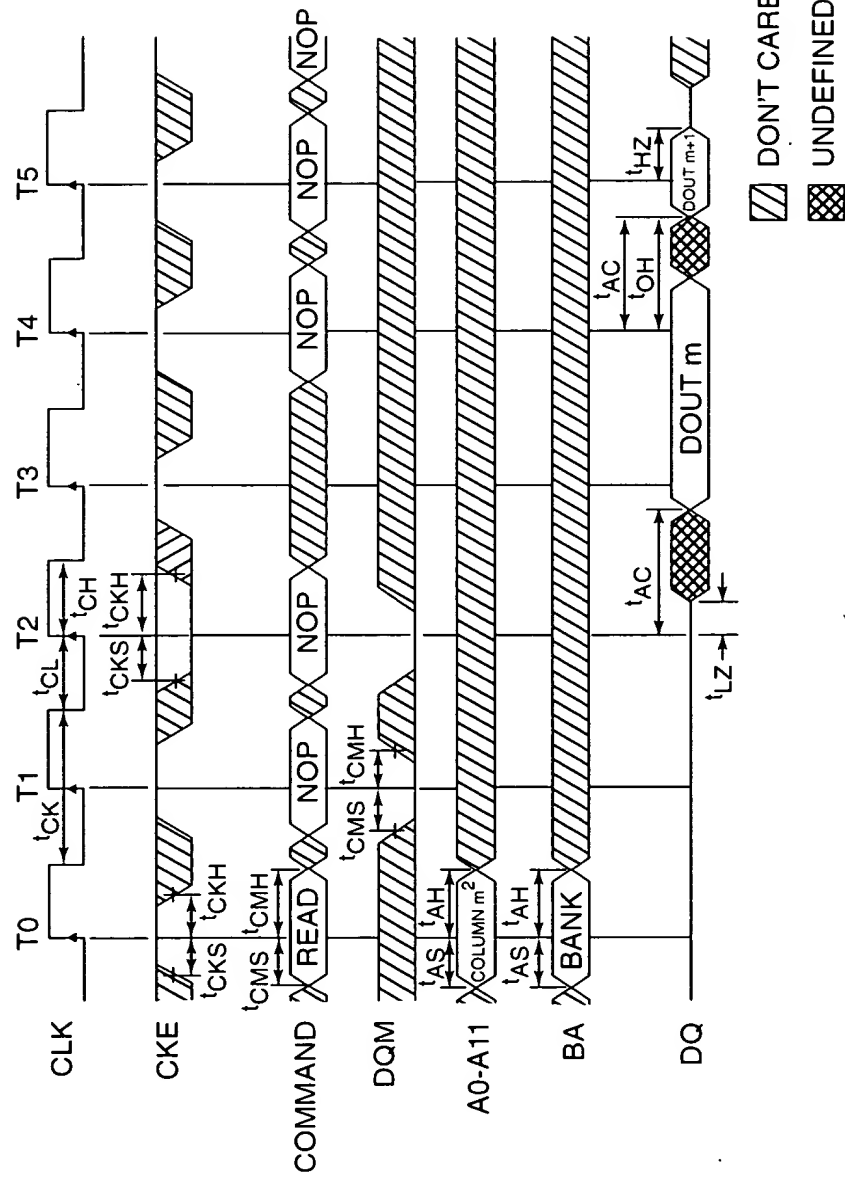 T0 T1 T2 T3 T4 T5
tCK tCL tCH
CLK
tCKS tCKH tCKS tCKH
CKE
tCMS tCMH
COMMAND READ NOP NOP NOP NOP NOP
tCMS tCMH
DQM
tAS tAH
A0-A11 COLUMN m2
tAS tAH
BA BANK
tAC tAC
tOH
tHZ
DQ DOUT m DOUT m+1
tLZ
DON'T CARE
UNDEFINED